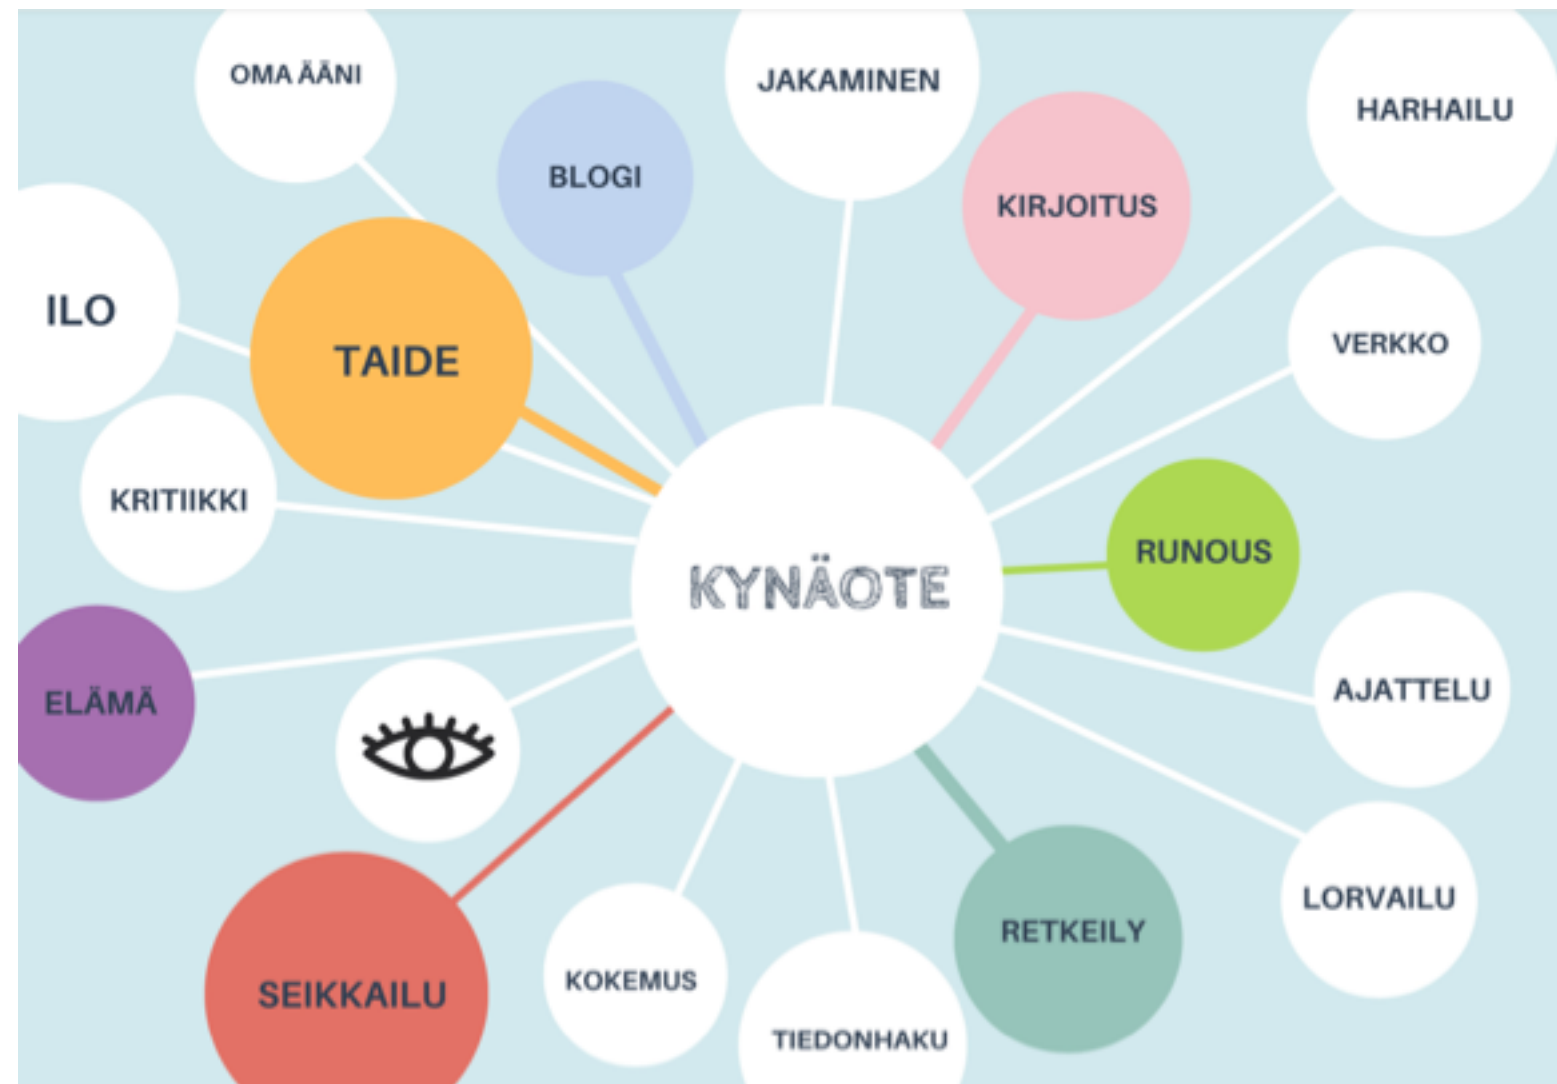 OMA ÄÄNI
JAKAMINEN
HARHAILU
BLOGI
KIRJOITUS
ILO
TAIDE
VERKKO
KRITIIKKI
RUNOUS
KYNÄOTE
ELÄMÄ
AJATTELU
LORVAILU
RETKEILY
SEIKKAILU
KOKEMUS
TIEDONHAKU